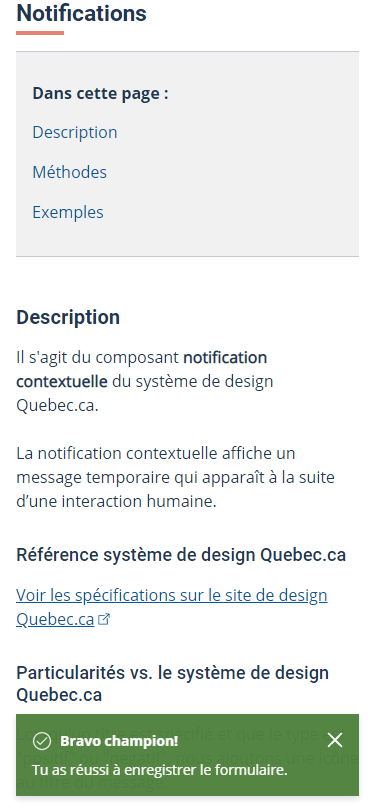 Notifications
Dans cette page :
Description
Méthodes
Exemples
Description
Il s'agit du composant notification
contextuelle du système de design
Quebec.ca.
La notification contextuelle affiche un
message temporaire qui apparaît à la suite
d’une interaction humaine.
Référence système de design Quebec.ca
Voir les spécifications sur le site de design
Quebec.ca
Particularités vs. le système de design
Quebec.ca
Bravo champion!
Tu as réussi à enregistrer le formulaire.